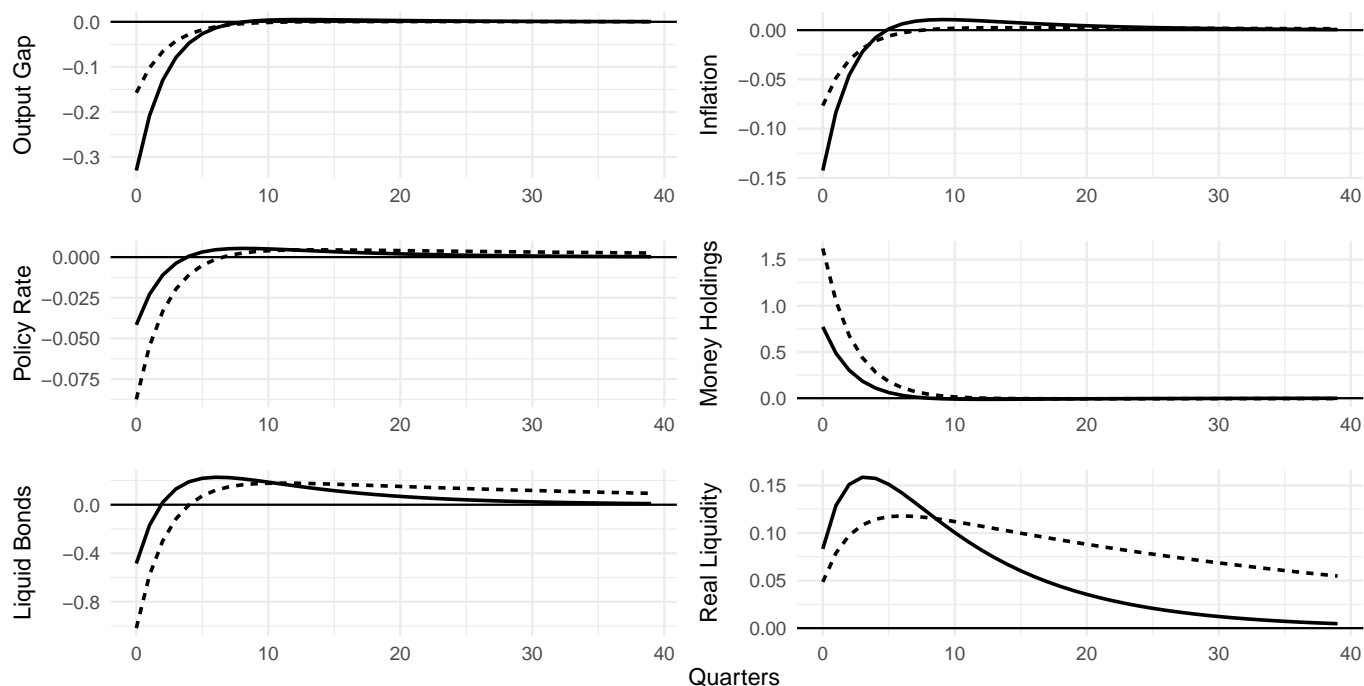 Output Gap
0.0
−0.1
−0.2
−0.3
0 10 20 30 40
Inflation
0.00
−0.05
−0.10
−0.15
0 10 20 30 40
Policy Rate
0.000
−0.025
−0.050
−0.075
0 10 20 30 40
Money Holdings
1.5
1.0
0.5
0.0
0 10 20 30 40
Liquid Bonds
0.0
−0.4
−0.8
0 10 20 30 40
Real Liquidity
0.15
0.10
0.05
0.00
0 10 20 30 40
Quarters